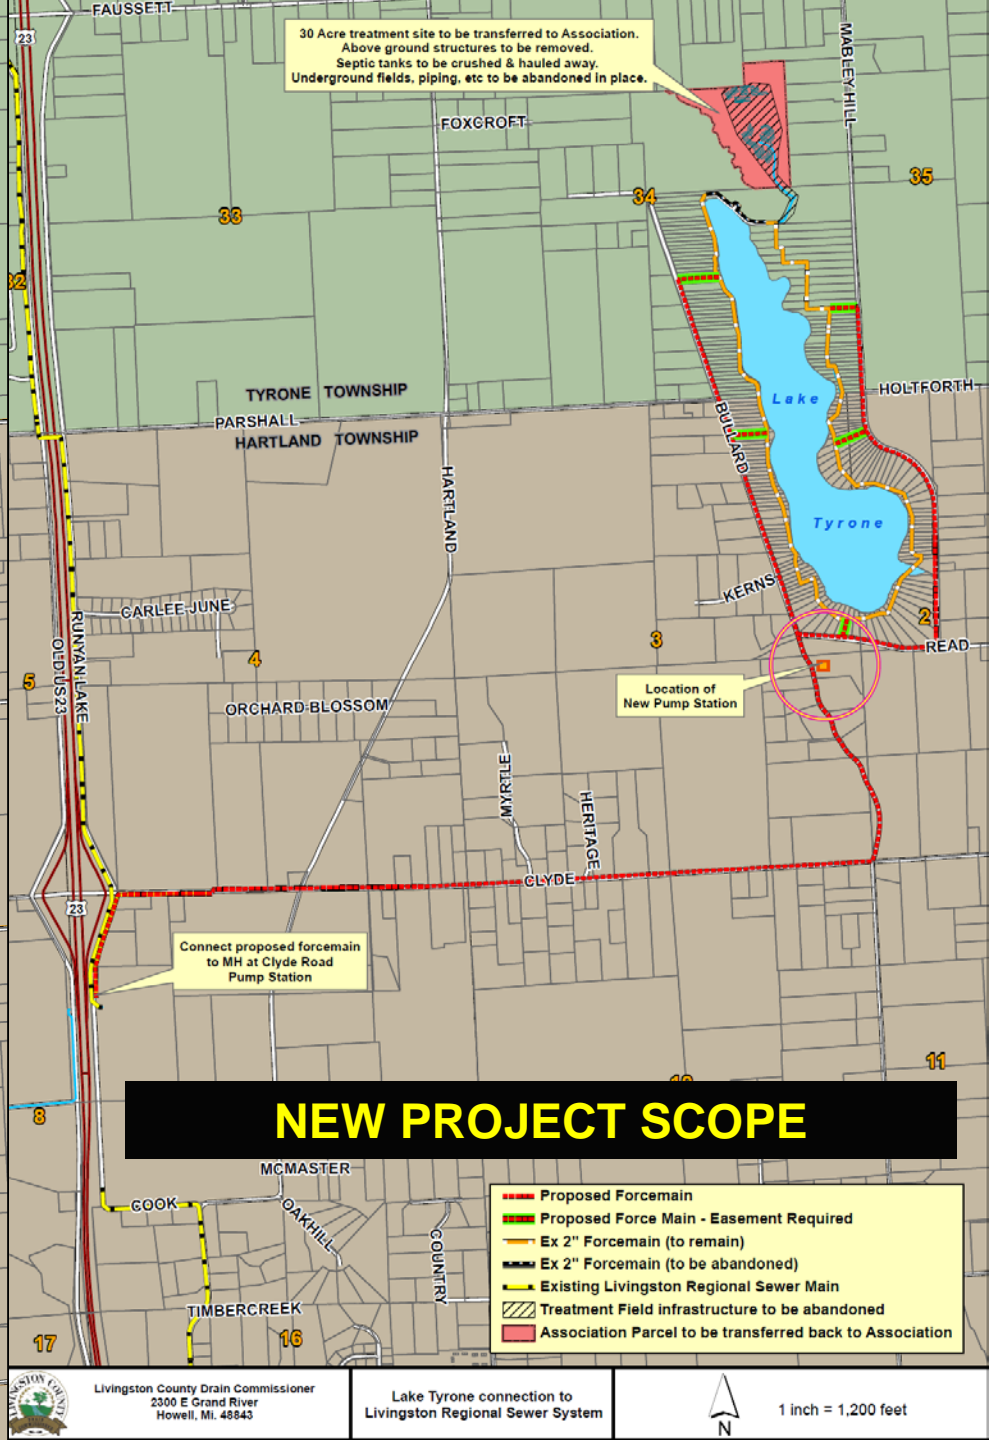 FAUSSETT
23
30 Acre treatment site to be transferred to Association.
Above ground structures to be removed.
Septic tanks to be crushed & hauled away.
Underground fields, piping, etc to be abandoned in place.
MABLEY HILL
FOXCROFT
33
34
35
32
TYRONE TOWNSHIP
PARSHALL
HARTLAND TOWNSHIP
HOLTFORTH
Lake
BULLARD
HARTLAND
Tyrone
KERNS
CARLEE JUNE
RUNYAN LAKE
OLD US23
5
4
3
2
READ
Location of
New Pump Station
ORCHARD BLOSSOM
MYRTLE
HERITAGE
CLYDE
23
Connect proposed forcemain
to MH at Clyde Road
Pump Station
11
8
NEW PROJECT SCOPE
MCMASTER
COOK
OAKHILL
COUNTRY
TIMBERCREEK
17
16
Proposed Forcemain
Proposed Force Main - Easement Required
Ex 2" Forcemain (to remain)
Ex 2" Forcemain (to be abandoned)
Existing Livingston Regional Sewer Main
Treatment Field infrastructure to be abandoned
Association Parcel to be transferred back to Association
LIVINGSTON COUNTY
Livingston County Drain Commissioner
2300 E Grand River
Howell, Mi. 48843
Lake Tyrone connection to
Livingston Regional Sewer System
N
1 inch = 1,200 feet